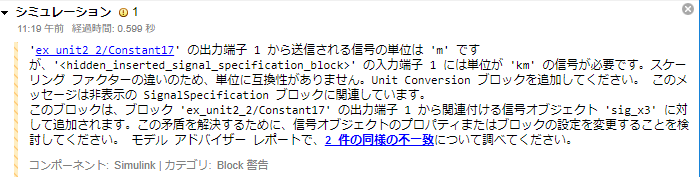 シミュレーション 1
11:19 午前 経過時間: 0.599 秒
'ex_unit2_2/Constant17' の出力端子 1 から送信される信号の単位は 'm' です
が、'<hidden_inserted_signal_specification_block>' の入力端子 1 には単位が 'km' の信号が必要です。スケー
リング ファクターの違いのため、単位に互換性がありません。Unit Conversion ブロックを追加してください。 このメ
ッセージは非表示の SignalSpecification ブロックに関連しています。
このブロックは、ブロック 'ex_unit2_2/Constant17' の出力端子 1 から関連付ける信号オブジェクト 'sig_x3' に対
して追加されます。この矛盾を解決するために、信号オブジェクトのプロパティまたはブロックの設定を変更することを検
討してください。 モデル アドバイザー レポートで、2 件の同様の不一致について調べてください。
コンポーネント: Simulink | カテゴリ: Block 警告